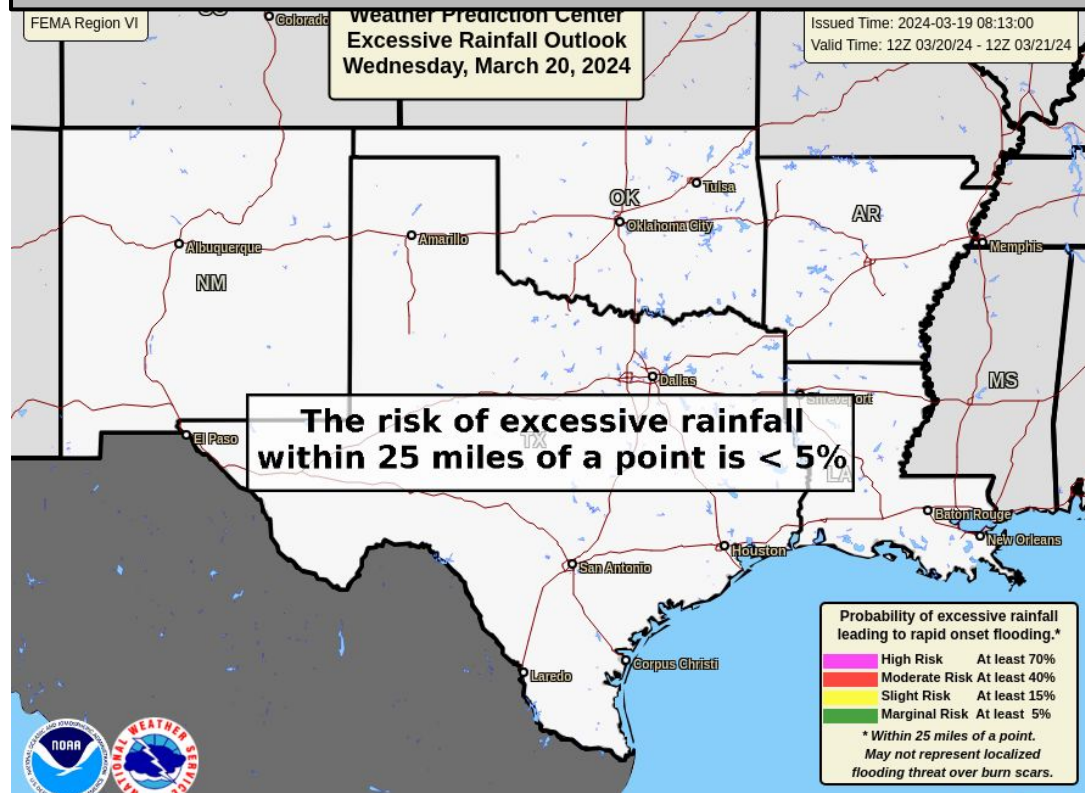 FEMA Region VI
Weather Prediction Center
Excessive Rainfall Outlook
Wednesday, March 20, 2024
Issued Time: 2024-03-19 08:13:00
Valid Time: 12Z 03/20/24 - 12Z 03/21/24
Colorado
Tulsa
OK
Oklahoma City
AR
Albuquerque
Amarillo
Memphis
NM
Dallas
MS
Shreveport
The risk of excessive rainfall
within 25 miles of a point is < 5%
El Paso
TX
LA
Baton Rouge
New Orleans
Houston
San Antonio
Corpus Christi
Laredo
Probability of excessive rainfall
leading to rapid onset flooding.*
High Risk At least 70%
Moderate Risk At least 40%
Slight Risk At least 15%
Marginal Risk At least 5%
* Within 25 miles of a point.
May not represent localized
flooding threat over burn scars.
NOAA
NATIONAL WEATHER SERVICE